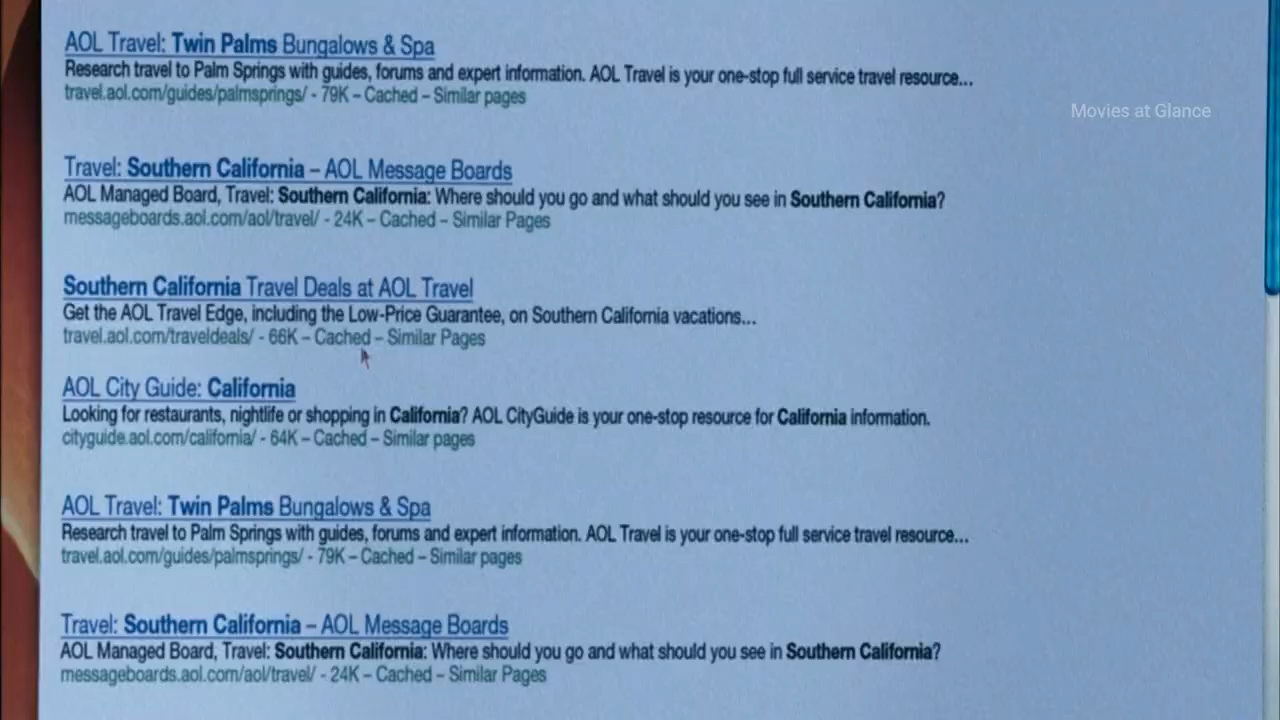 AOL Travel: Twin Palms Bungalows & Spa
Research travel to Palm Springs with guides, forums and expert information. AOL Travel is your one-stop full service travel resource...
travel.aol.com/guides/palmsprings/ - 79K – Cached – Similar pages
Movies at Glance
Travel: Southern California – AOL Message Boards
AOL Managed Board, Travel: Southern California: Where should you go and what should you see in Southern California?
messageboards.aol.com/aol/travel/ - 24K – Cached – Similar Pages
Southern California Travel Deals at AOL Travel
Get the AOL Travel Edge, including the Low-Price Guarantee, on Southern California vacations...
travel.aol.com/traveldeals/ - 66K – Cached – Similar Pages
AOL City Guide: California
Looking for restaurants, nightlife or shopping in California? AOL CityGuide is your one-stop resource for California information.
cityguide.aol.com/california/ - 64K – Cached – Similar pages
AOL Travel: Twin Palms Bungalows & Spa
Research travel to Palm Springs with guides, forums and expert information. AOL Travel is your one-stop full service travel resource...
travel.aol.com/guides/palmsprings/ - 79K – Cached – Similar pages
Travel: Southern California – AOL Message Boards
AOL Managed Board, Travel: Southern California: Where should you go and what should you see in Southern California?
messageboards.aol.com/aol/travel/ - 24K – Cached – Similar Pages